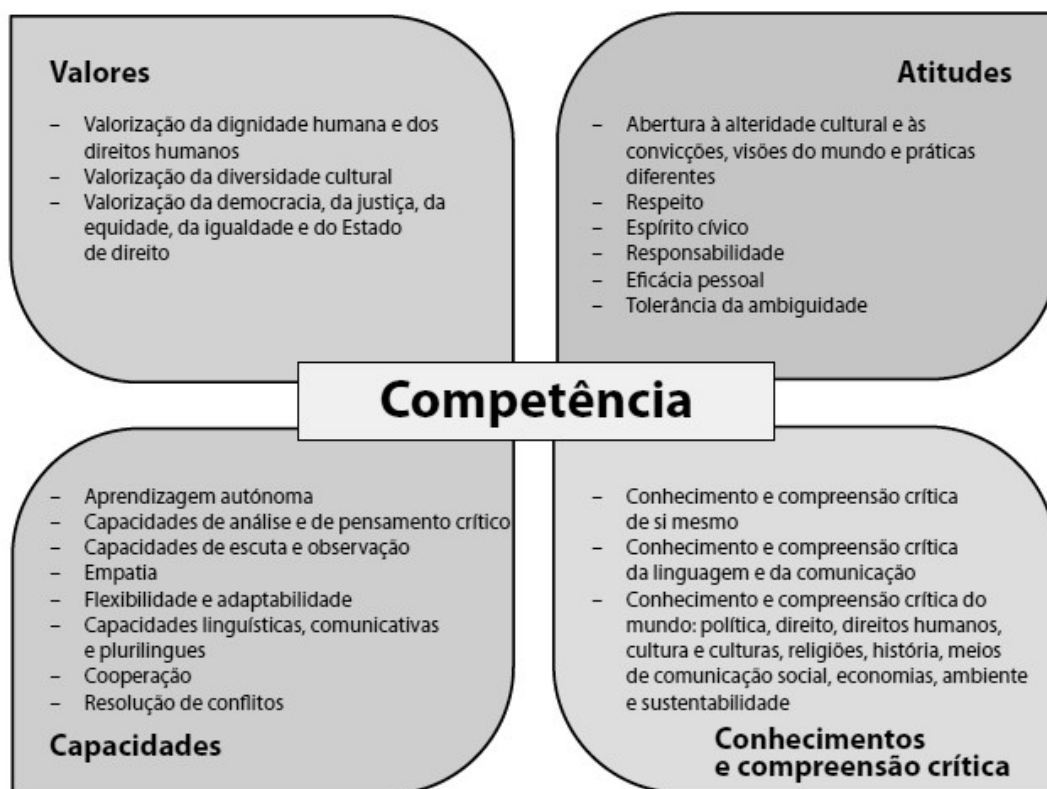 Valores
– Valorização da dignidade humana e dos
direitos humanos
– Valorização da diversidade cultural
– Valorização da democracia, da justiça, da
equidade, da igualdade e do Estado
de direito
Atitudes
– Abertura à alteridade cultural e às
convicções, visões do mundo e práticas
diferentes
– Respeito
– Espírito cívico
– Responsabilidade
– Eficácia pessoal
– Tolerância da ambiguidade
Competência
– Aprendizagem autónoma
– Capacidades de análise e de pensamento crítico
– Capacidades de escuta e observação
– Empatia
– Flexibilidade e adaptabilidade
– Capacidades linguísticas, comunicativas
e plurilingues
– Cooperação
– Resolução de conflitos
Capacidades
– Conhecimento e compreensão crítica
de si mesmo
– Conhecimento e compreensão crítica
da linguagem e da comunicação
– Conhecimento e compreensão crítica do
mundo: política, direito, direitos humanos,
cultura e culturas, religiões, história, meios
de comunicação social, economias, ambiente
e sustentabilidade
Conhecimentos
e compreensão crítica